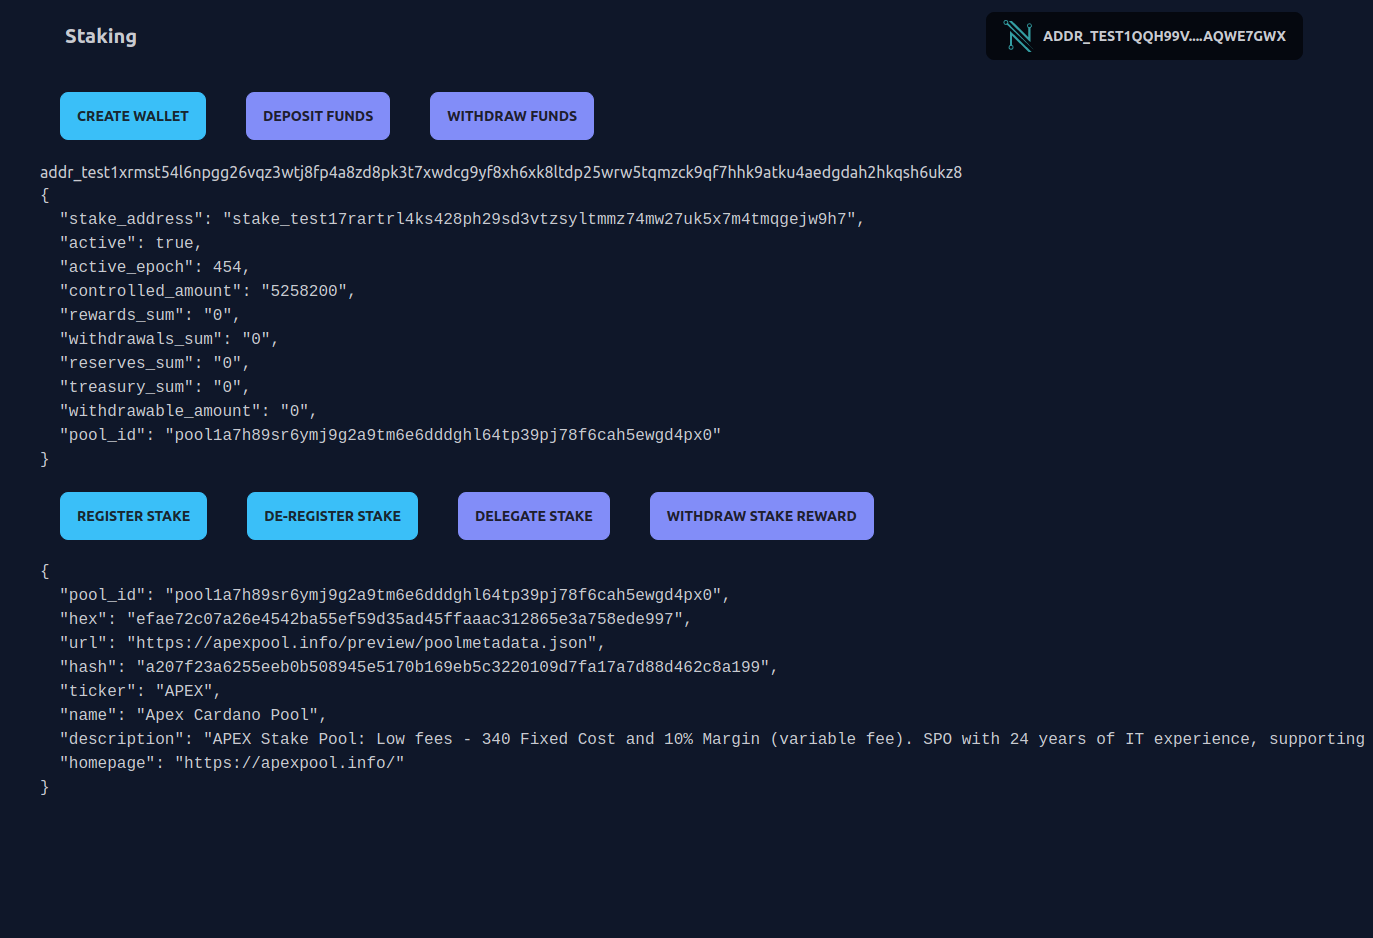 Staking
ADDR_TEST1QQH99V....AQWE7GWX
CREATE WALLET
DEPOSIT FUNDS
WITHDRAW FUNDS
addr_test1xrmst54l6npgg26vqz3wtj8fp4a8zd8pk3t7xwdcg9yf8xh6xk8ltdp25wrw5tqmzck9qf7hhk9atku4aedgdah2hkqsh6ukz8
{
"stake_address": "stake_test17rartrl4ks428ph29sd3vtzsyltmmz74mw27uk5x7m4tmqgejw9h7",
"active": true,
"active_epoch": 454,
"controlled_amount": "5258200",
"rewards_sum": "0",
"withdrawals_sum": "0",
"reserves_sum": "0",
"treasury_sum": "0",
"withdrawable_amount": "0",
"pool_id": "pool1a7h89sr6ymj9g2a9tm6e6dddghl64tp39pj78f6cah5ewgd4px0"
}
REGISTER STAKE
DE-REGISTER STAKE
DELEGATE STAKE
WITHDRAW STAKE REWARD
{
"pool_id": "pool1a7h89sr6ymj9g2a9tm6e6dddghl64tp39pj78f6cah5ewgd4px0",
"hex": "efae72c07a26e4542ba55ef59d35ad45ffaaac312865e3a758ede997",
"url": "https://apexpool.info/preview/poolmetadata.json",
"hash": "a207f23a6255eeb0b508945e5170b169eb5c3220109d7fa17a7d88d462c8a199",
"ticker": "APEX",
"name": "Apex Cardano Pool",
"description": "APEX Stake Pool: Low fees - 340 Fixed Cost and 10% Margin (variable fee). SPO with 24 years of IT experience, supporting
"homepage": "https://apexpool.info/"
}